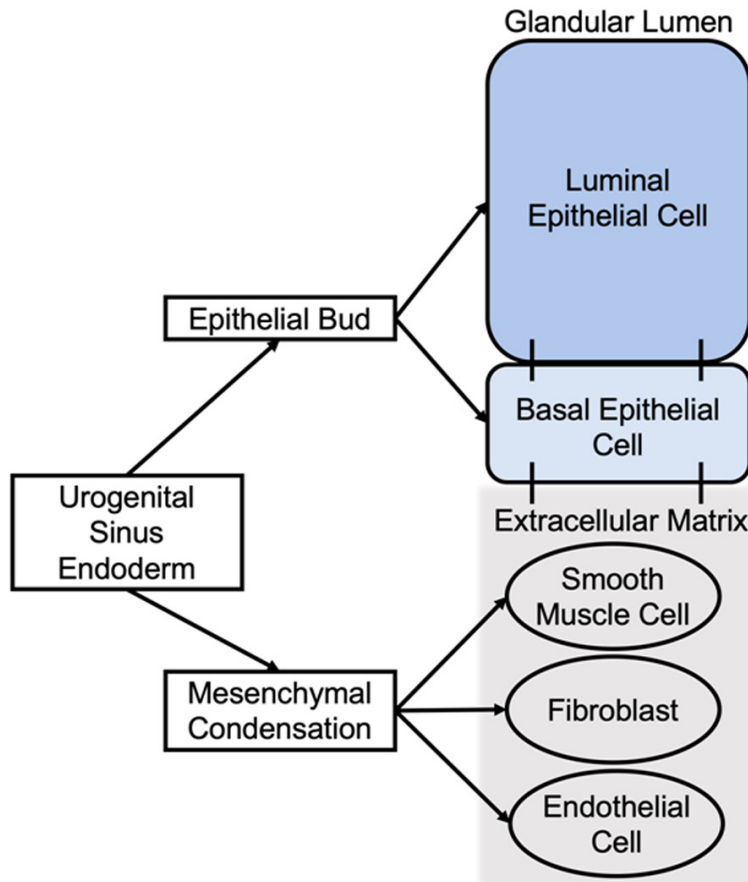 Glandular Lumen
Luminal
Epithelial Cell
Epithelial Bud
Basal Epithelial
Cell
Urogenital
Sinus
Endoderm
Extracellular Matrix
Smooth
Muscle Cell
Mesenchymal
Condensation
Fibroblast
Endothelial
Cell